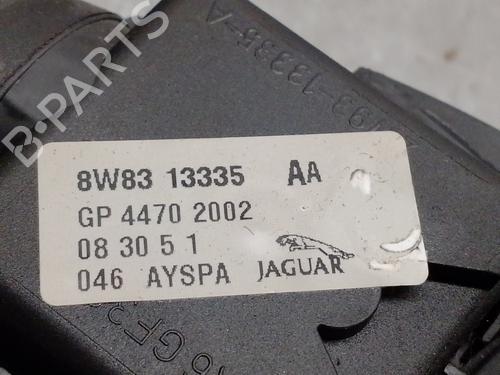 B-PARTS
8W83 13335 AA
GP 4470 2002
08 30 5 1
046 AYSPA JAGUAR